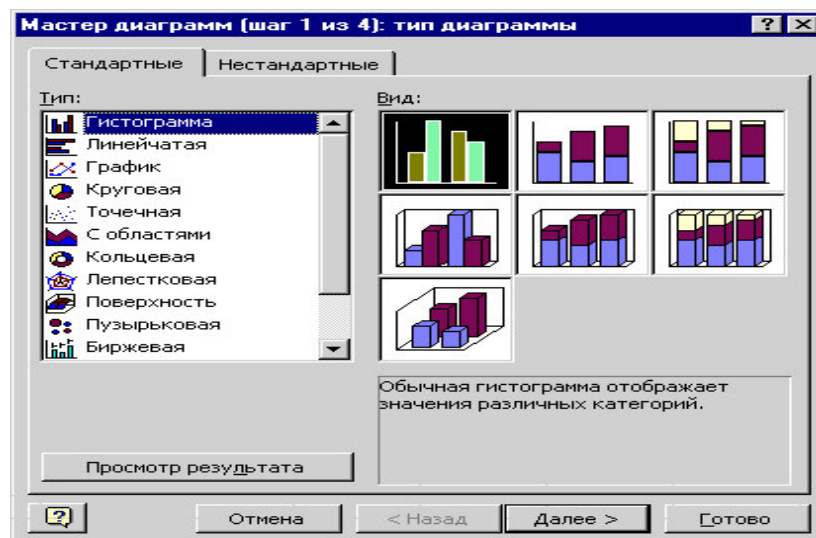 Мастер диаграмм (шаг 1 из 4): тип диаграммы
Стандартные
Нестандартные
Тип:
Гистограмма
Линейчатая
График
Круговая
Точечная
С областями
Кольцевая
Лепестковая
Поверхность
Пузырьковая
Биржевая
Вид:
Обычная гистограмма отображает
значения различных категорий.
Просмотр результата
Отмена
< Назад
Далее >
Готово